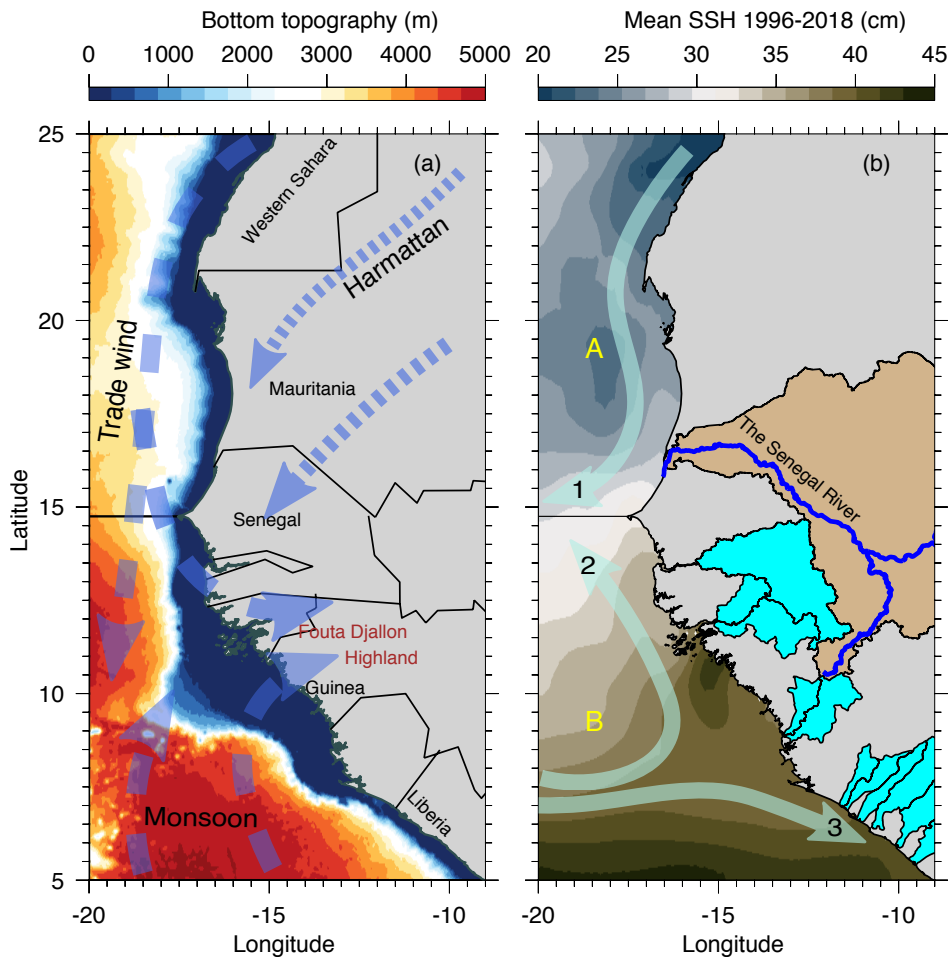 Bottom topography (m)
0 1000 2000 3000 4000 5000
Mean SSH 1996-2018 (cm)
20 25 30 35 40 45
(a)
Western Sahara
Harmattan
Trade wind
Mauritania
Senegal
Fouta Djallon
Highland
Guinea
Liberia
Monsoon
Latitude
25
20
15
10
5
-20 -15 -10
Longitude
(b)
A
The Senegal River
1
2
B
3
-20 -15 -10
Longitude